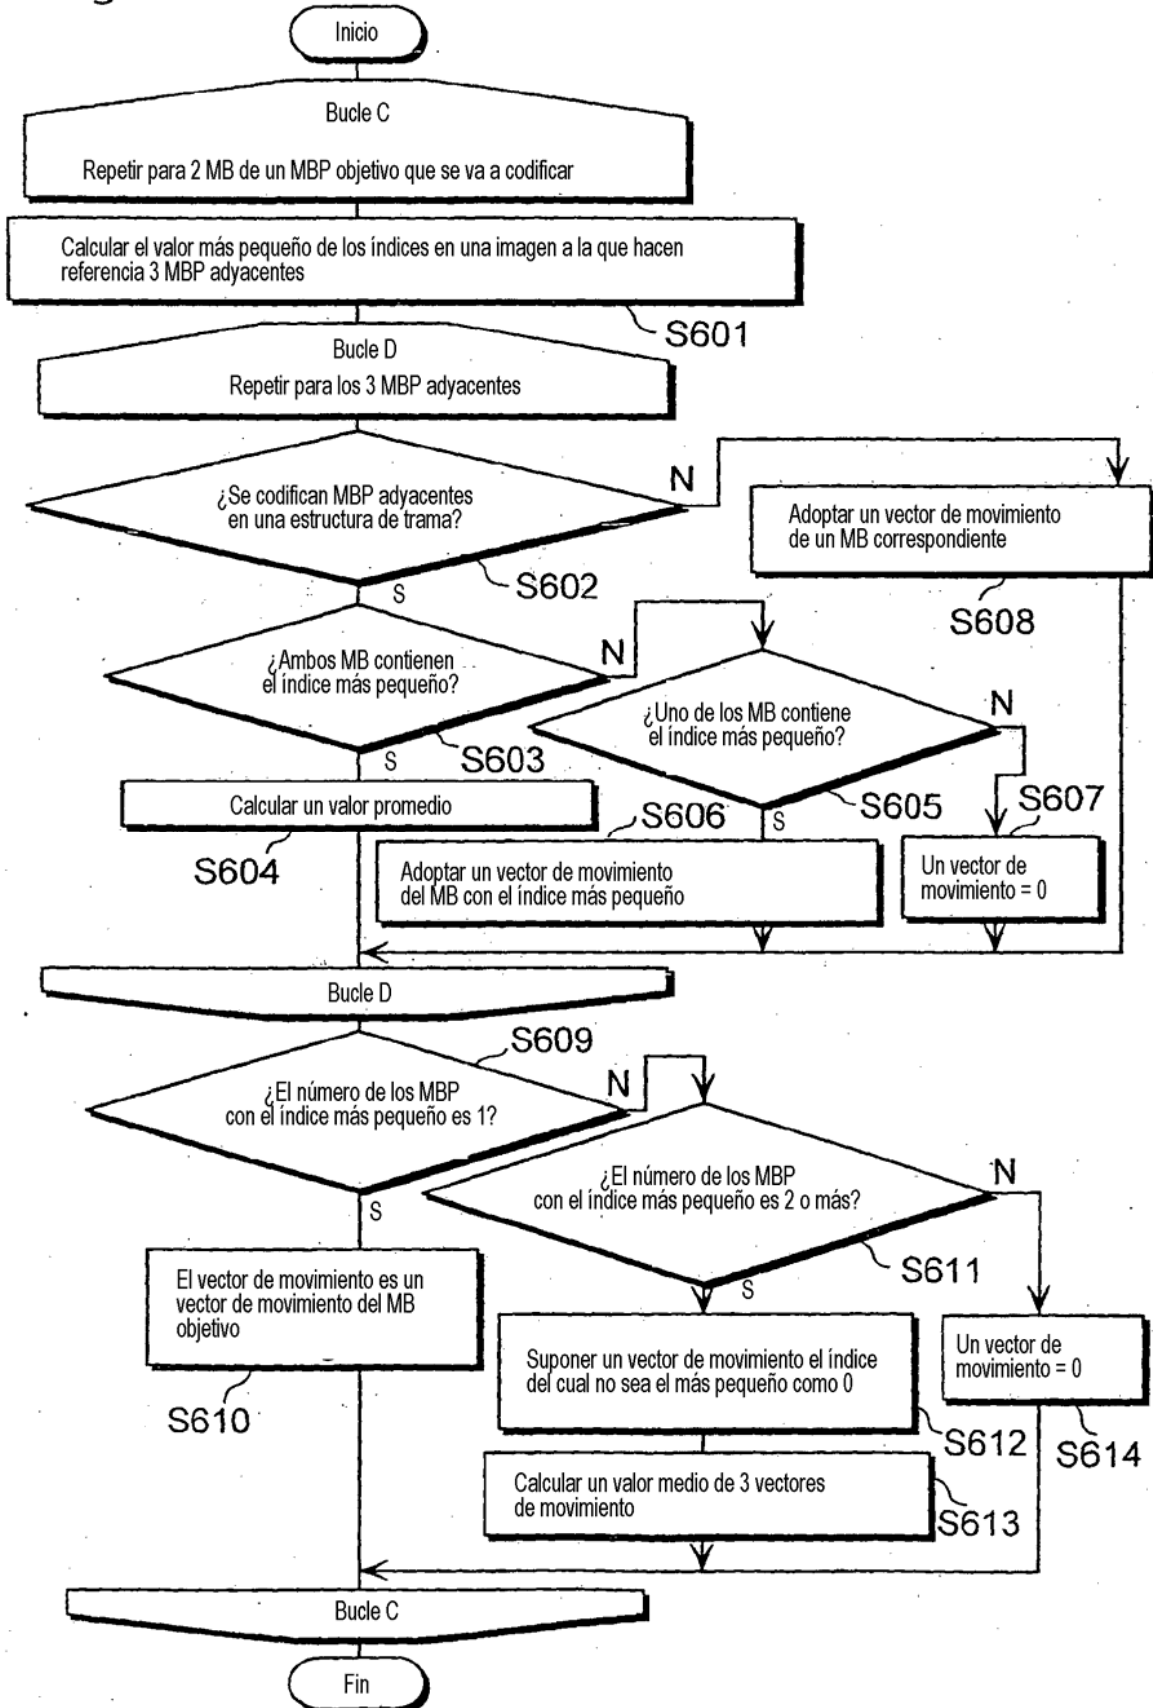 Inicio
Bucle C
Repetir para 2 MB de un MBP objetivo que se va a codificar
Calcular el valor más pequeño de los índices en una imagen a la que hacen
referencia 3 MBP adyacentes
S601
Bucle D
Repetir para los 3 MBP adyacentes
¿Se codifican MBP adyacentes
en una estructura de trama?
N
S602
S
Adoptar un vector de movimiento
de un MB correspondiente
S608
¿Ambos MB contienen
el índice más pequeño?
N
S603
S
¿Uno de los MB contiene
el índice más pequeño?
N
S605
S
Calcular un valor promedio
S604
S606
Adoptar un vector de movimiento
del MB con el índice más pequeño
S607
Un vector de
movimiento = 0
Bucle D
S609
¿El número de los MBP
con el índice más pequeño es 1?
N
S
¿El número de los MBP
con el índice más pequeño es 2 o más?
N
S611
S
El vector de movimiento es un
vector de movimiento del MB
objetivo
S610
Suponer un vector de movimiento el índice
del cual no sea el más pequeño como 0
S612
Un vector de
movimiento = 0
S614
Calcular un valor medio de 3 vectores
de movimiento
S613
Bucle C
Fin